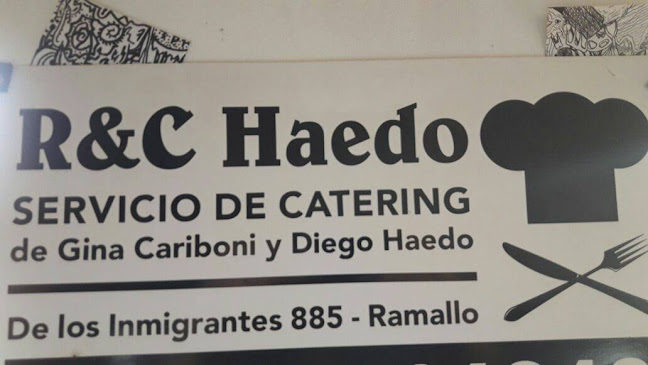 R&C Haedo
SERVICIO DE CATERING
de Gina Cariboni y Diego Haedo
De los Inmigrantes 885 - Ramallo